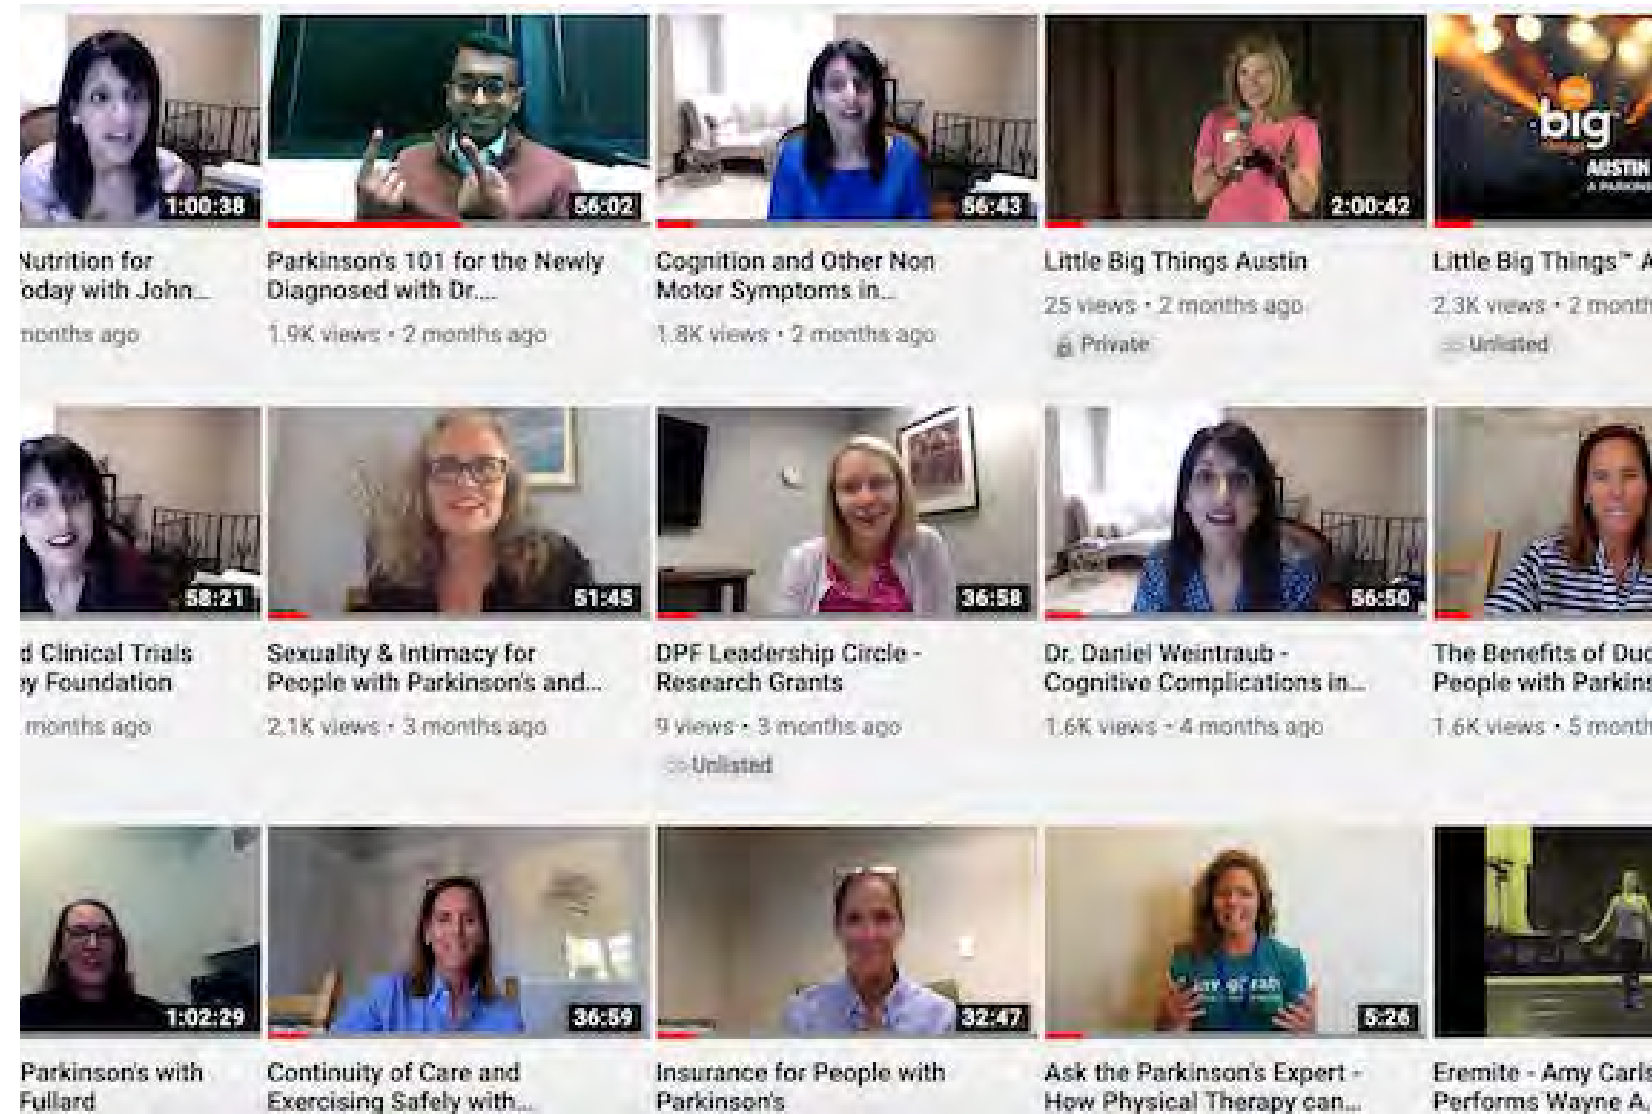 1:00:38
56:02
56:43
2:00:42
big
AUSTIN
A PARKIN
Nutrition for
oday with John...
months ago
Parkinson's 101 for the Newly
Diagnosed with Dr....
1.9K views • 2 months ago
Cognition and Other Non
Motor Symptoms in...
1.8K views • 2 months ago
Little Big Things Austin
25 views • 2 months ago
Private
Little Big Things™ A
2.3K views • 2 month
Unlisted
58:21
51:45
36:58
56:50
d Clinical Trials
ey Foundation
months ago
Sexuality & Intimacy for
People with Parkinson's and...
2.1K views • 3 months ago
DPF Leadership Circle -
Research Grants
9 views • 3 months ago
Unlisted
Dr. Daniel Weintraub -
Cognitive Complications in...
1.6K views • 4 months ago
The Benefits of Duo
People with Parkins
1.6K views • 5 month
1:02:29
36:59
32:47
5:26
Parkinson's with
Fullard
Continuity of Care and
Exercising Safely with...
Insurance for People with
Parkinson's
Ask the Parkinson's Expert -
How Physical Therapy can...
Eremite - Amy Carls
Performs Wayne A.